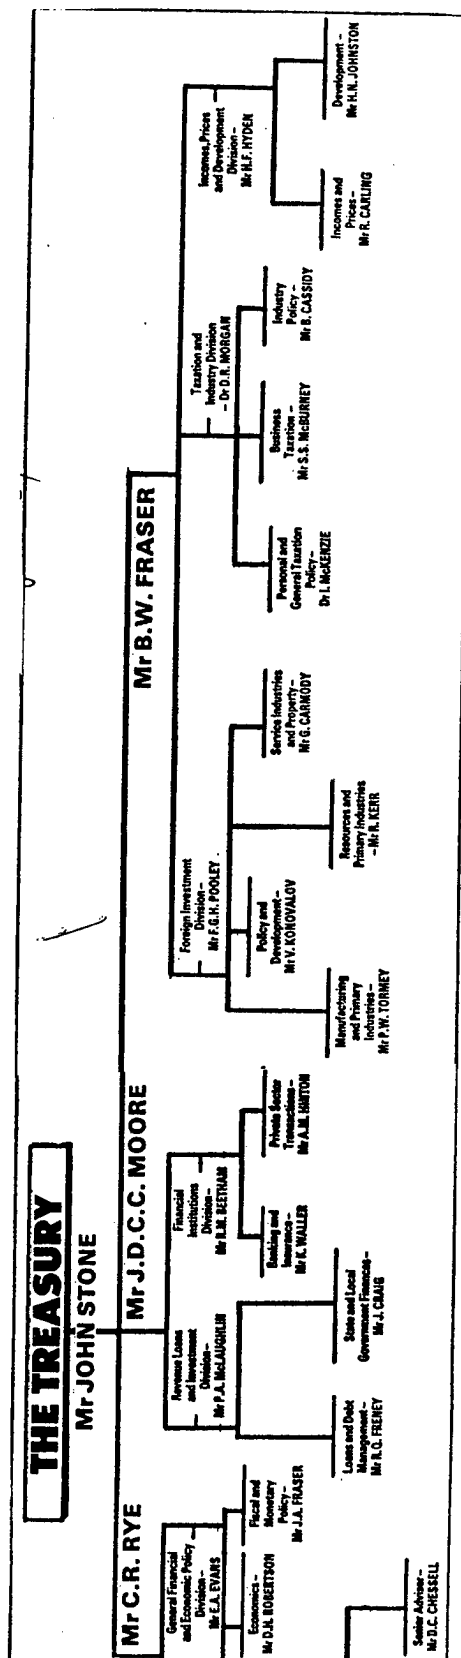 THE TREASURY
Mr JOHN STONE
Mr C.R. RYE
General Financial
and Economic Policy
Division –
Mr E.A. EVANS
Economics –
Mr D.N. ROBERTSON
Fiscal and
Monetary
Policy –
Mr J.A. FRASER
Senior Adviser –
Mr D.C. CHESSELL
Mr J.D.C.C. MOORE
Revenue Loans
and Investment
Division –
Mr P.A. McLAUGHLIN
Loans and Debt
Management –
Mr R.Q. FRENEY
State and Local
Government Finances –
Mr J. CRAIG
Financial
Institutions
Division –
Mr R.M. BEETHAM
Banking and
Insurance –
Mr K. WALLER
Private Sector
Transactions –
Mr A.M. HINTON
Mr B.W. FRASER
Foreign Investment
Division –
Mr F.G.H. POOLEY
Manufacturing
and Primary
Industries –
Mr P.W. TORMEY
Policy and
Development –
Mr V. KONOVALOV
Resources and
Primary Industries
– Mr R. KERR
Service Industries
and Property –
Mr G. CARMODY
Taxation and
Industry Division
– Dr D.R. MORGAN
Personal and
General Taxation
Policy –
Dr I. McKENZIE
Business
Taxation –
Mr S.S. McBURNEY
Industry
Policy –
Mr B. CASSIDY
Incomes, Prices
and Development
Division –
Mr H.F. HYDEN
Incomes and
Prices –
Mr R. CARLING
Development –
Mr H.N. JOHNSTON